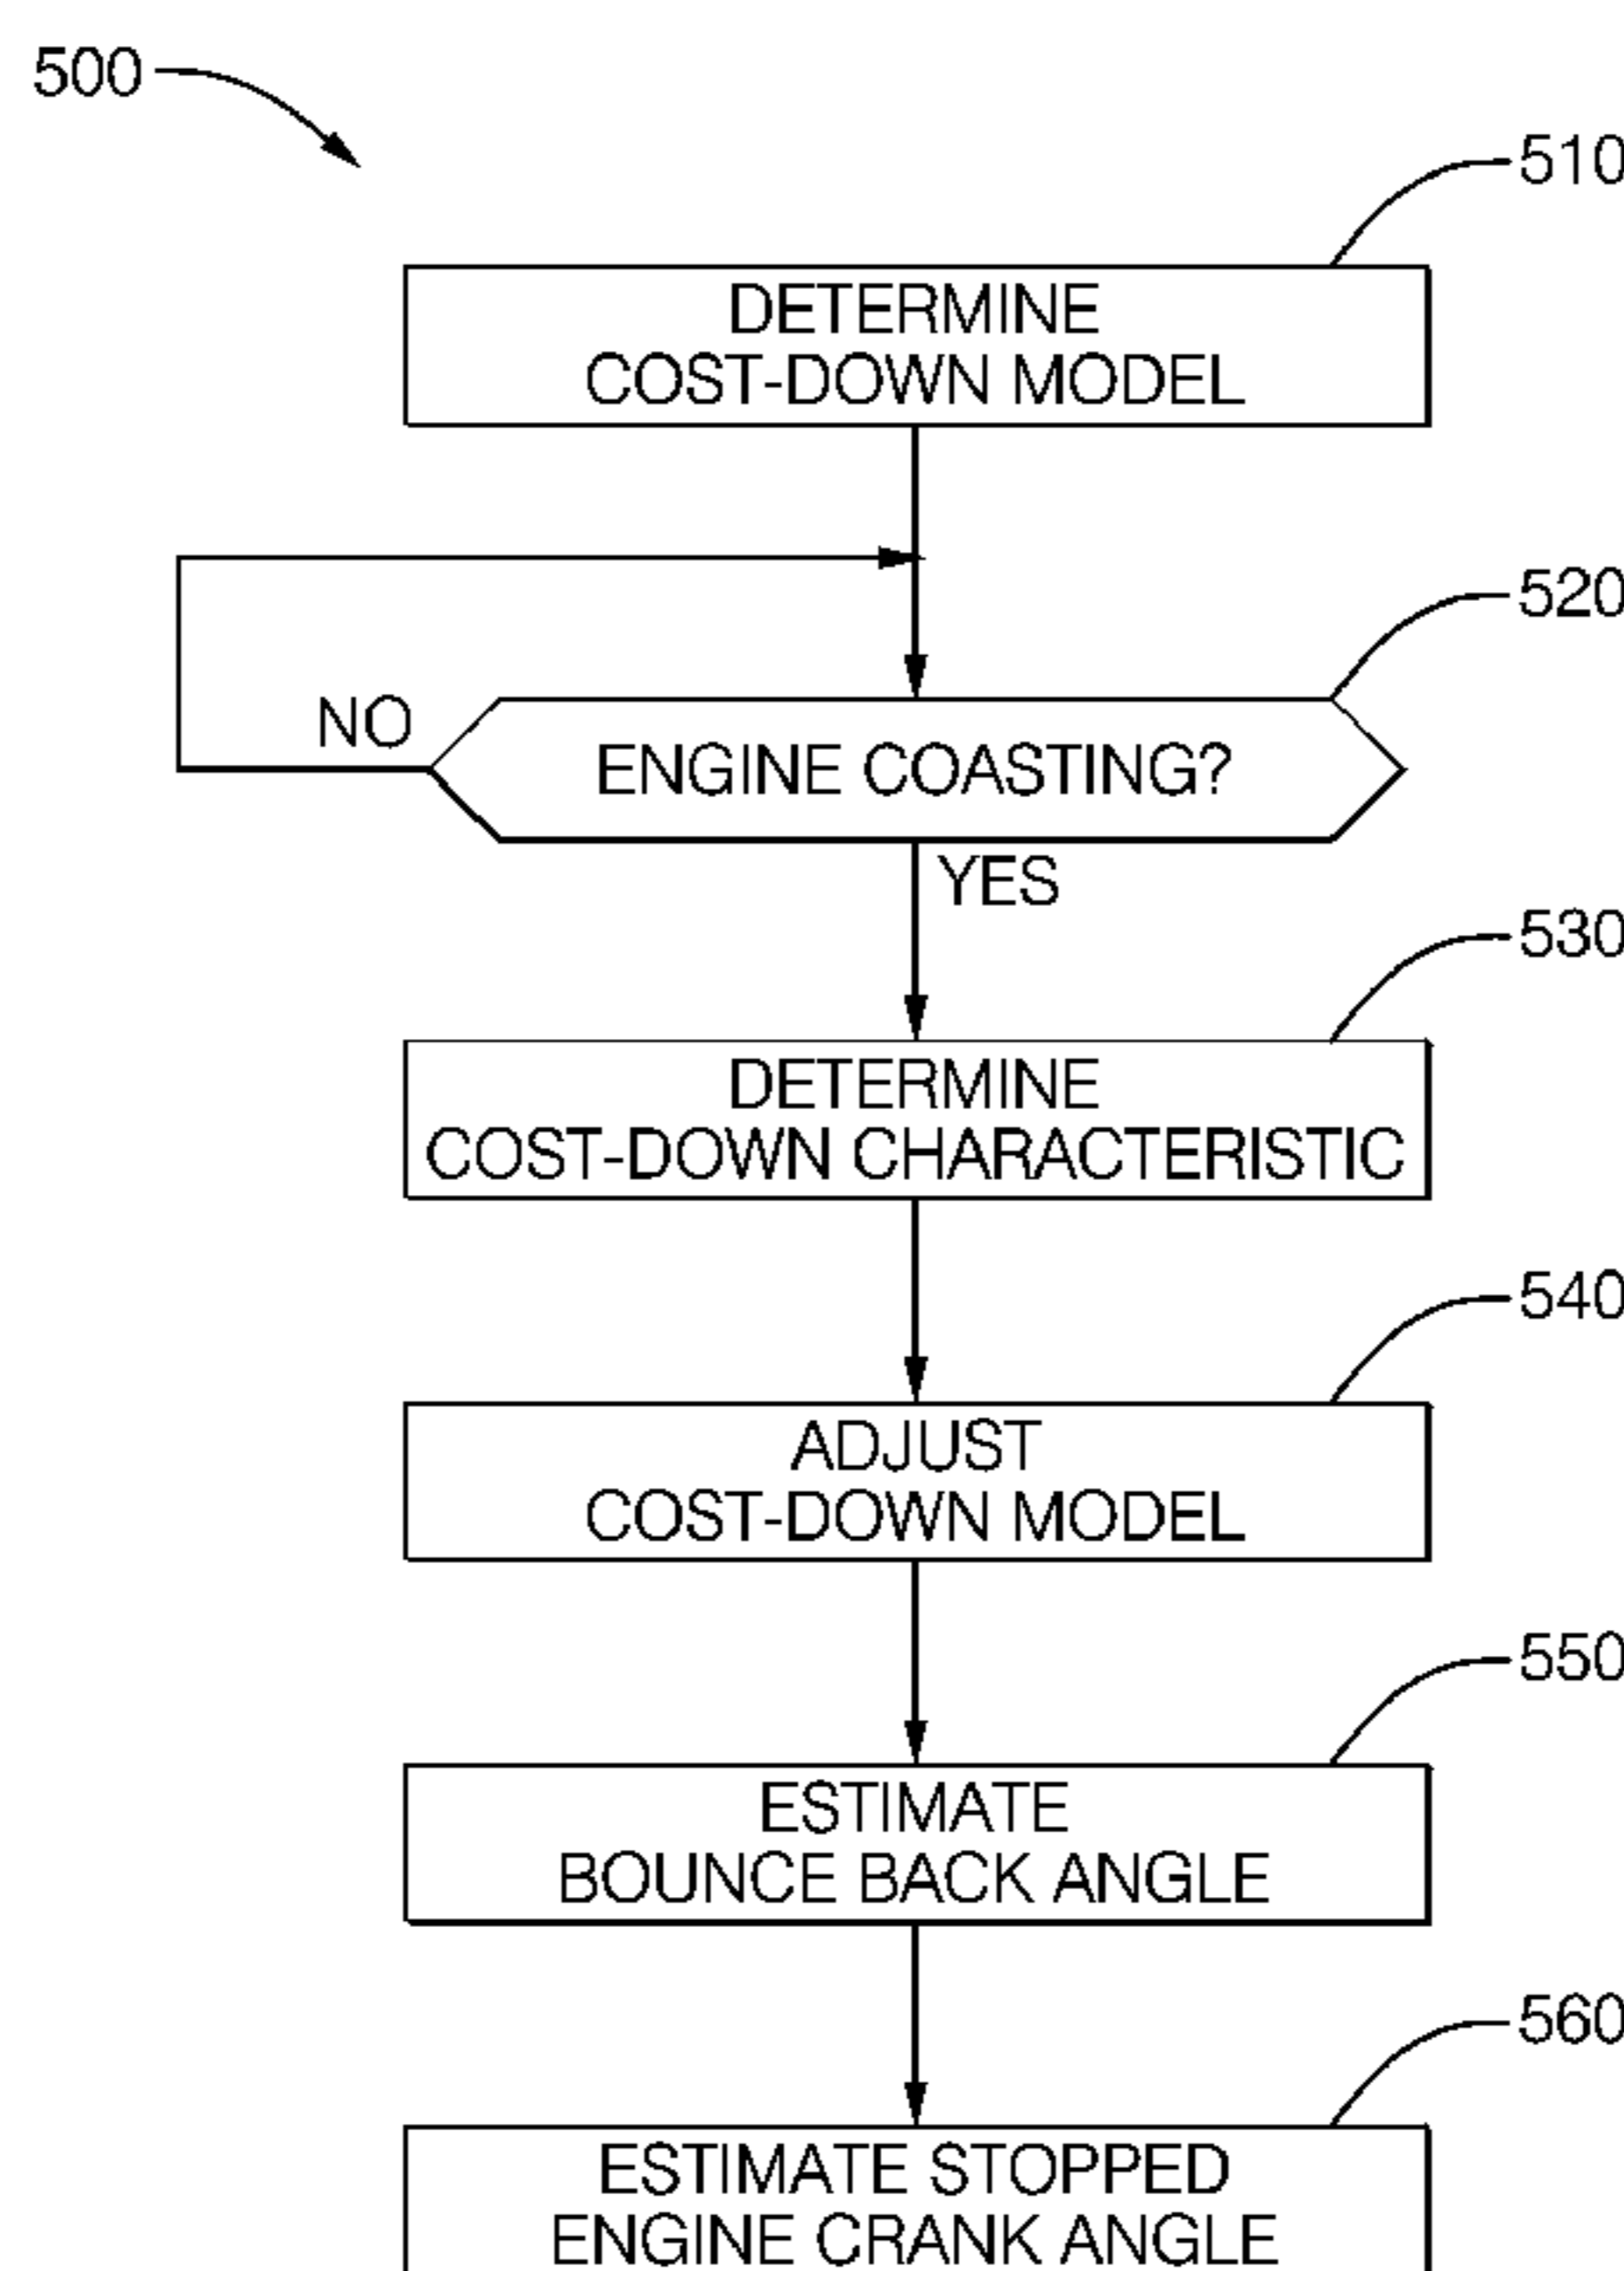 500
510
DETERMINE
COST-DOWN MODEL
520
NO
ENGINE COASTING?
YES
530
DETERMINE
COST-DOWN CHARACTERISTIC
540
ADJUST
COST-DOWN MODEL
550
ESTIMATE
BOUNCE BACK ANGLE
560
ESTIMATE STOPPED
ENGINE CRANK ANGLE